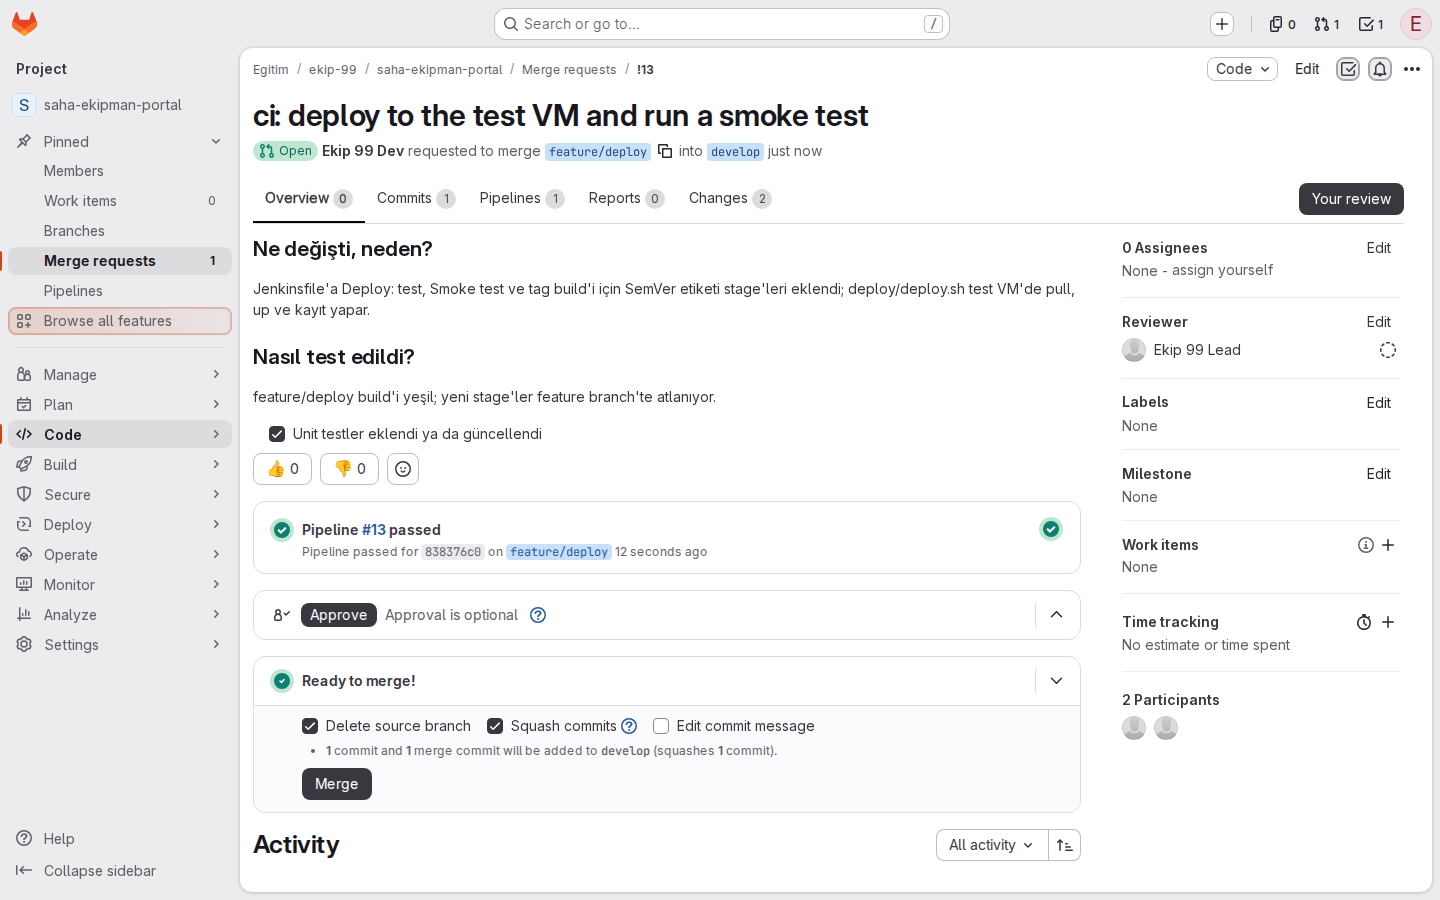 Search or go to...
/
0
1
1
E
Project
S
saha-ekipman-portal
Pinned
Members
Work items 0
Branches
Merge requests 1
Pipelines
Browse all features
Manage
Plan
Code
Build
Secure
Deploy
Operate
Monitor
Analyze
Settings
Help
Collapse sidebar
Egitim / ekip-99 / saha-ekipman-portal / Merge requests / !13
Code
Edit
ci: deploy to the test VM and run a smoke test
Open Ekip 99 Dev requested to merge feature/deploy into develop just now
Overview 0
Commits 1
Pipelines 1
Reports 0
Changes 2
Your review
Ne değişti, neden?
Jenkinsfile'a Deploy: test, Smoke test ve tag build'i için SemVer etiketi stage'leri eklendi; deploy/deploy.sh test VM'de pull,
up ve kayıt yapar.
Nasıl test edildi?
feature/deploy build'i yeşil; yeni stage'ler feature branch'te atlanıyor.
Unit testler eklendi ya da güncellendi
👍 0
👎 0
Pipeline #13 passed
Pipeline passed for 838376c0 on feature/deploy 12 seconds ago
Approve Approval is optional
Ready to merge!
Delete source branch
Squash commits
Edit commit message
• 1 commit and 1 merge commit will be added to develop (squashes 1 commit).
Merge
Activity
All activity
0 Assignees
Edit
None - assign yourself
Reviewer
Edit
Ekip 99 Lead
Labels
Edit
None
Milestone
Edit
None
Work items
None
Time tracking
No estimate or time spent
2 Participants